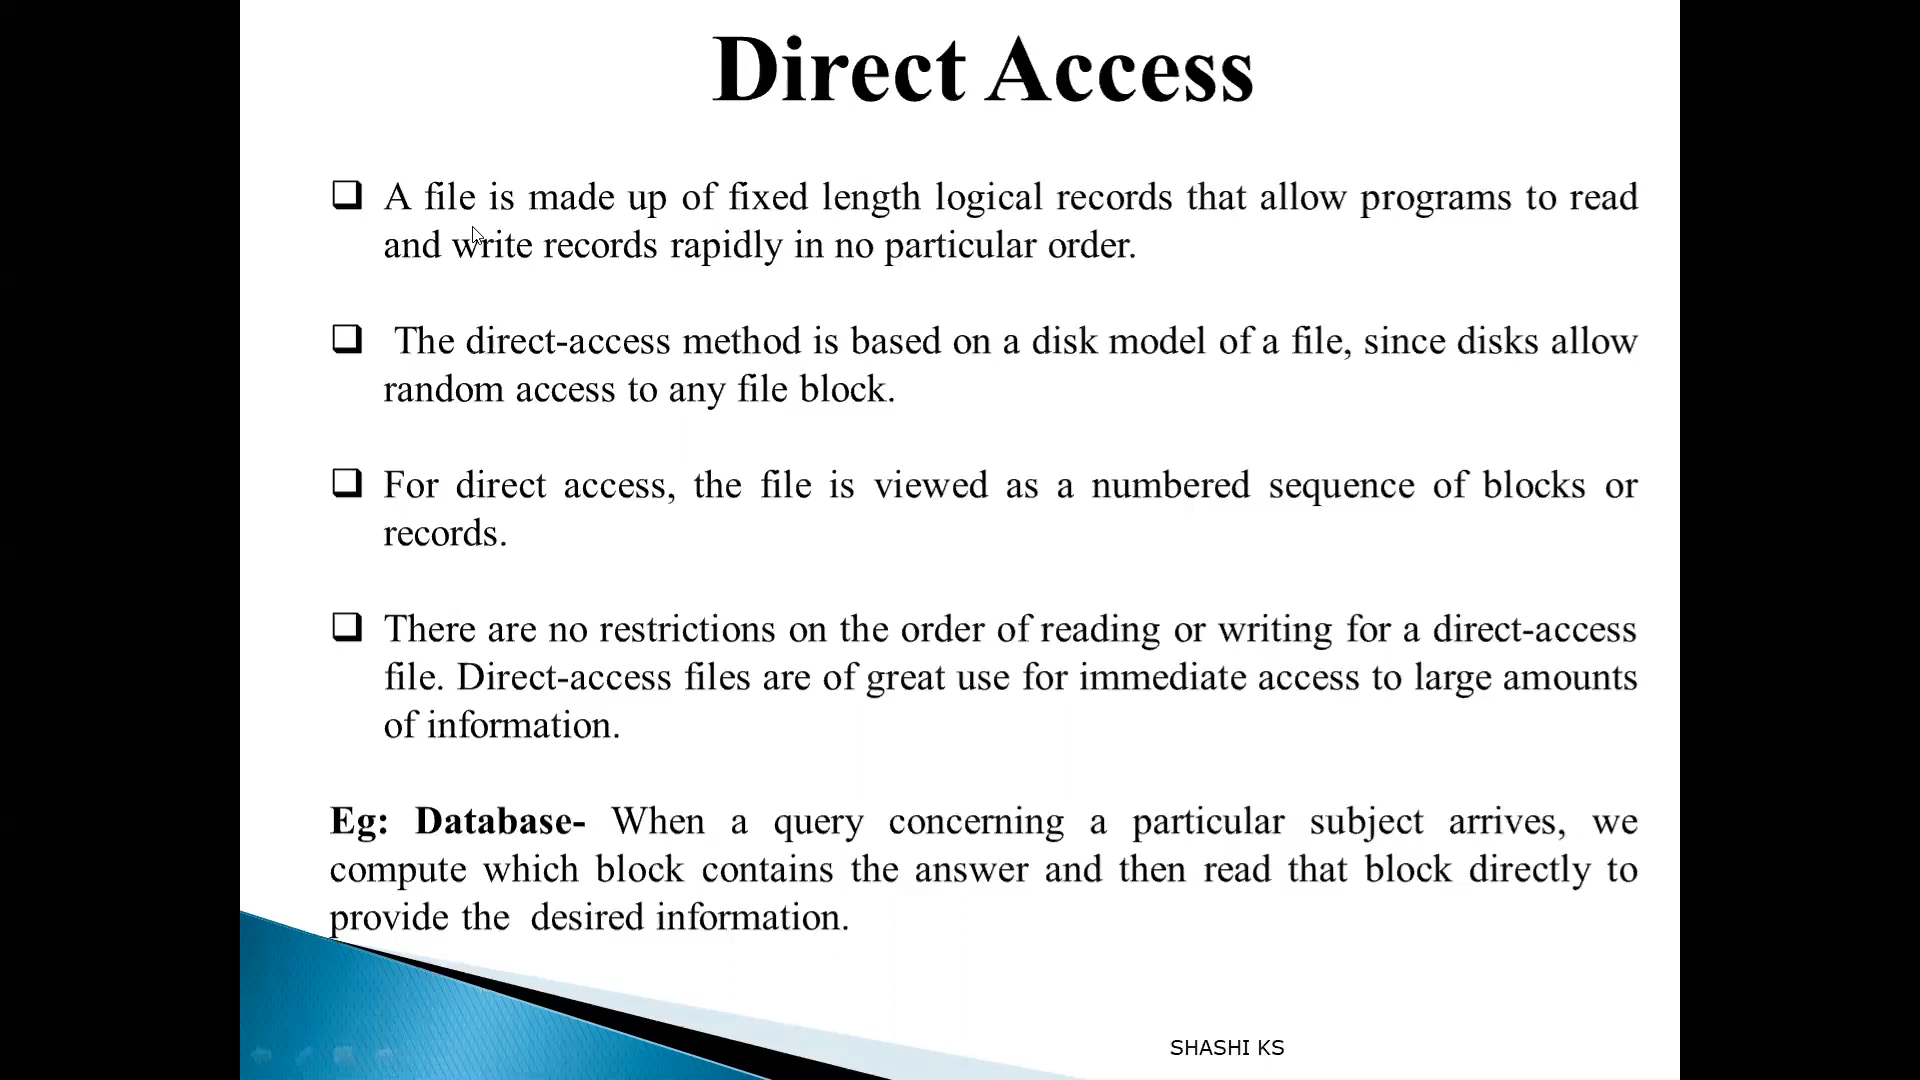 Direct Access
❑ A file is made up of fixed length logical records that allow programs to read
and write records rapidly in no particular order.
❑ The direct-access method is based on a disk model of a file, since disks allow
random access to any file block.
❑ For direct access, the file is viewed as a numbered sequence of blocks or
records.
❑ There are no restrictions on the order of reading or writing for a direct-access
file. Direct-access files are of great use for immediate access to large amounts
of information.
Eg: Database- When a query concerning a particular subject arrives, we
compute which block contains the answer and then read that block directly to
provide the desired information.
SHASHI KS